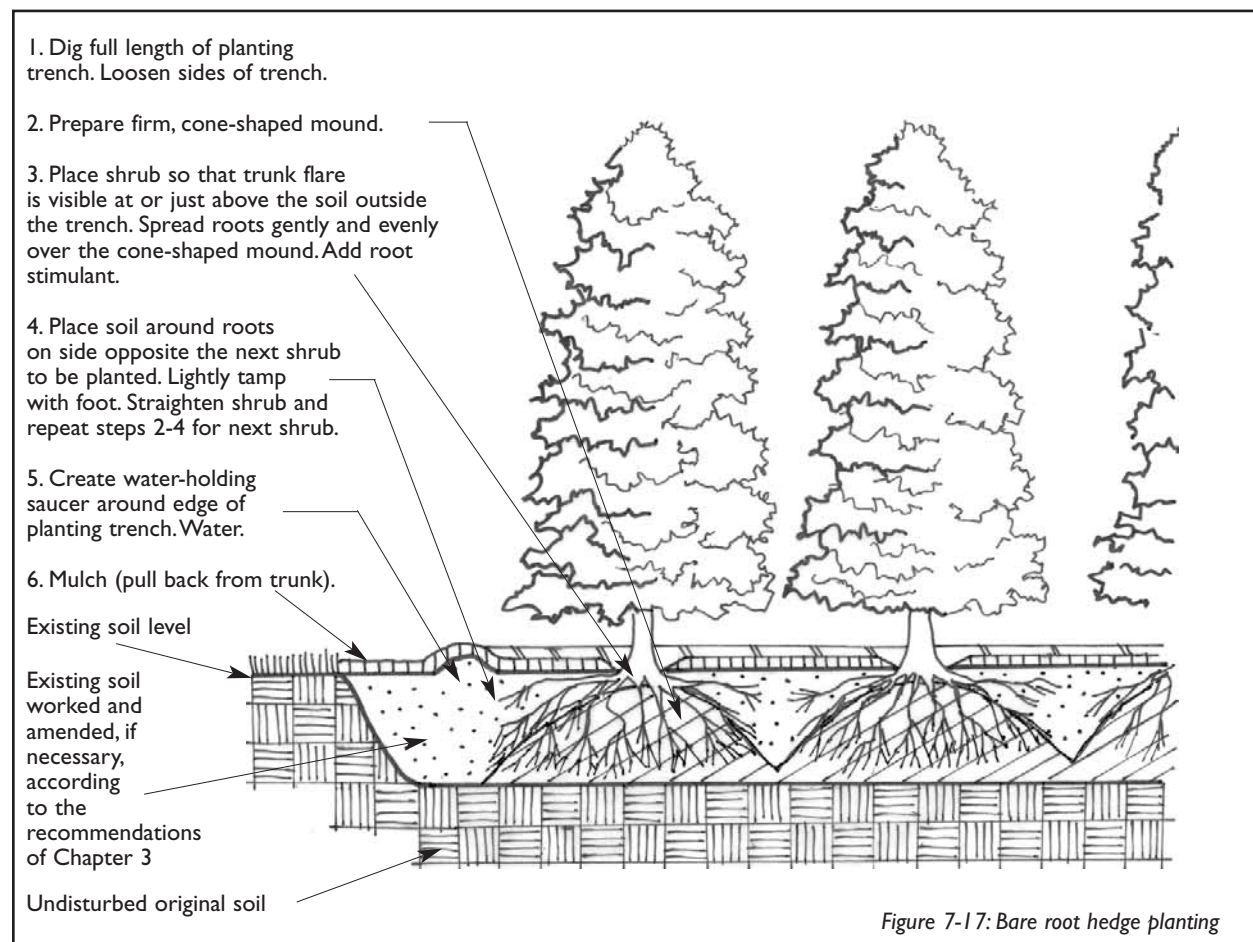 1. Dig full length of planting
trench. Loosen sides of trench.
2. Prepare firm, cone-shaped mound.
3. Place shrub so that trunk flare
is visible at or just above the soil outside
the trench. Spread roots gently and evenly
over the cone-shaped mound. Add root
stimulant.
4. Place soil around roots
on side opposite the next shrub
to be planted. Lightly tamp
with foot. Straighten shrub and
repeat steps 2-4 for next shrub.
5. Create water-holding
saucer around edge of
planting trench. Water.
6. Mulch (pull back from trunk).
Existing soil level
Existing soil
worked and
amended, if
necessary,
according
to the
recommendations
of Chapter 3
Undisturbed original soil
Figure 7-17: Bare root hedge planting